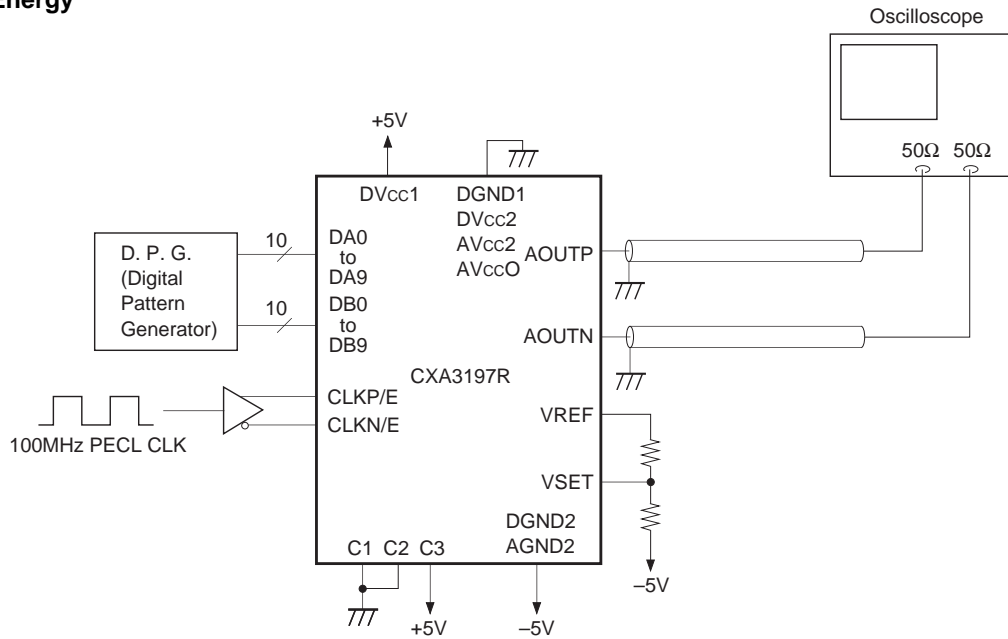 Energy
Oscilloscope
50Ω 50Ω
+5V
DVCC1
DGND1
DVCC2
AVCC2
AVCCO
D. P. G.
(Digital
Pattern
Generator)
10
10
DA0
to
DA9
DB0
to
DB9
AOUTP
AOUTN
CXA3197R
CLKP/E
CLKN/E
100MHz PECL CLK
VREF
VSET
DGND2
AGND2
C1 C2 C3
+5V
–5V
–5V